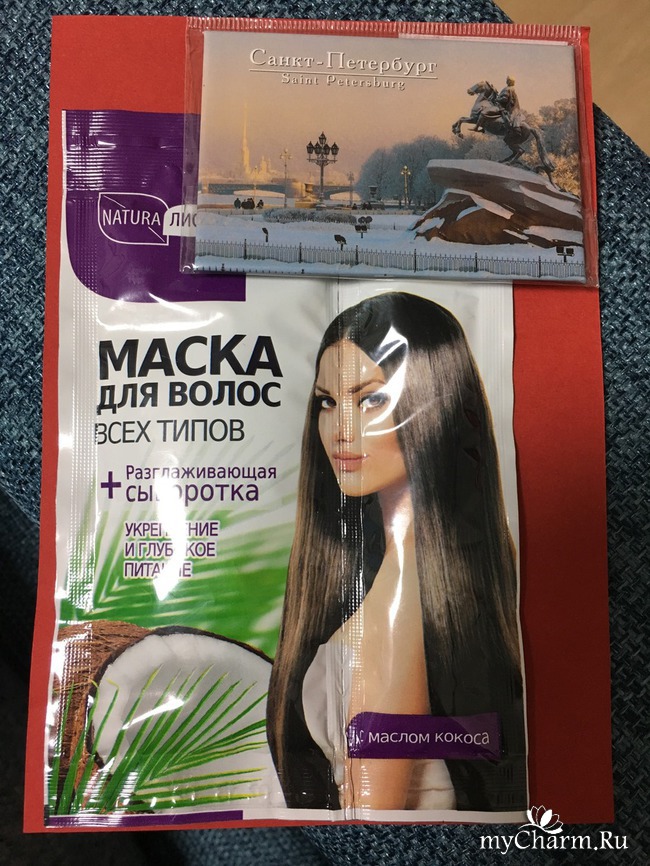 Санкт-Петербург
Saint Petersburg
NATURA
МАСКА
ДЛЯ ВОЛОС
ВСЕХ ТИПОВ
+ Разглаживающая
сыворотка
УКРЕПЛЕНИЕ
И ГЛУБОКОЕ
ПИТАНИЕ
с маслом кокоса
myCharm.Ru